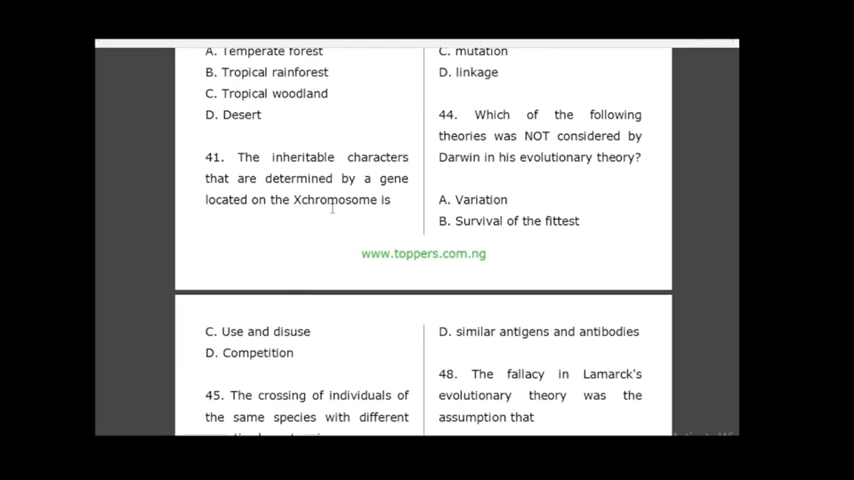 A. Temperate forest
B. Tropical rainforest
C. Tropical woodland
D. Desert
41. The inheritable characters
that are determined by a gene
located on the Xchromosome is
C. mutation
D. linkage
44. Which of the following
theories was NOT considered by
Darwin in his evolutionary theory?
A. Variation
B. Survival of the fittest
www.toppers.com.ng
C. Use and disuse
D. Competition
45. The crossing of individuals of
the same species with different
D. similar antigens and antibodies
48. The fallacy in Lamarck's
evolutionary theory was the
assumption that